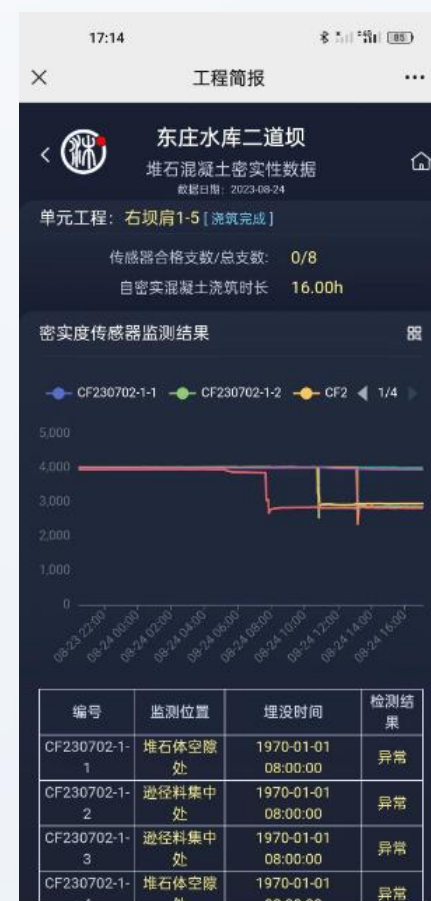 17:14
85
工程简报
东庄水库二道坝
堆石混凝土密实性数据
数据日期: 2023-08-24
单元工程: 右坝肩1-5 [浇筑完成]
传感器合格支数/总支数: 0/8
自密实混凝土浇筑时长 16.00h
密实度传感器监测结果
CF230702-1-1 CF230702-1-2 CF2 1/4
5,000
4,000
3,000
2,000
1,000
0
08-23 22:00 08-24 00:00 08-24 02:00 08-24 04:00 08-24 06:00 08-24 08:00 08-24 10:00 08-24 12:00 08-24 14:00 08-24 16:00
编号 监测位置 埋没时间 检测结果
CF230702-1-1 堆石体空隙处 1970-01-01 08:00:00 异常
CF230702-1-2 逊径料集中处 1970-01-01 08:00:00 异常
CF230702-1-3 逊径料集中处 1970-01-01 08:00:00 异常
CF230702-1- 堆石体空隙 1970-01-01 异常